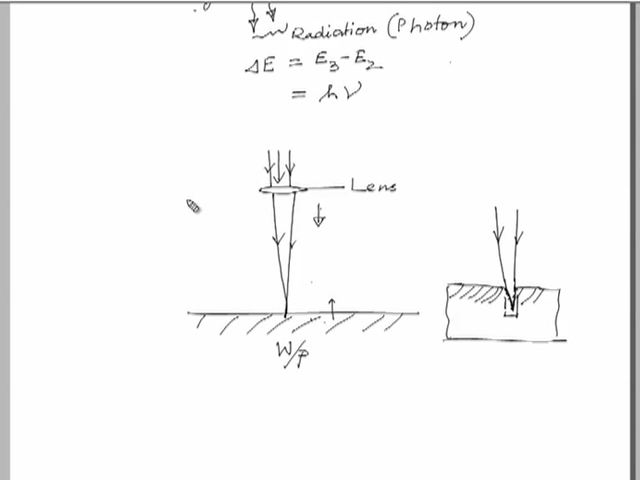 Radiation (Photon)
ΔE = E₃-E₂
= hν
Lens
W/P